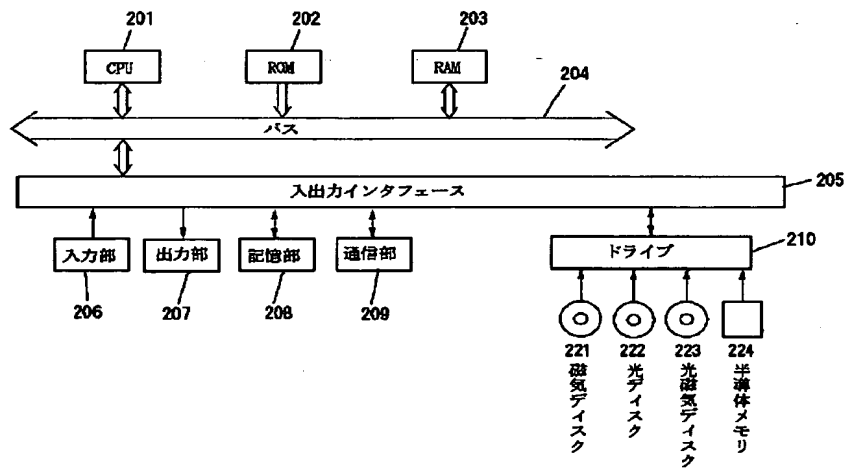 201
202
203
CPU
ROM
RAM
204
バス
205
入出力インタフェース
入力部
出力部
記憶部
通信部
ドライブ
210
206
207
208
209
221
222
223
224
磁気ディスク
光ディスク
光磁気ディスク
半導体メモリ